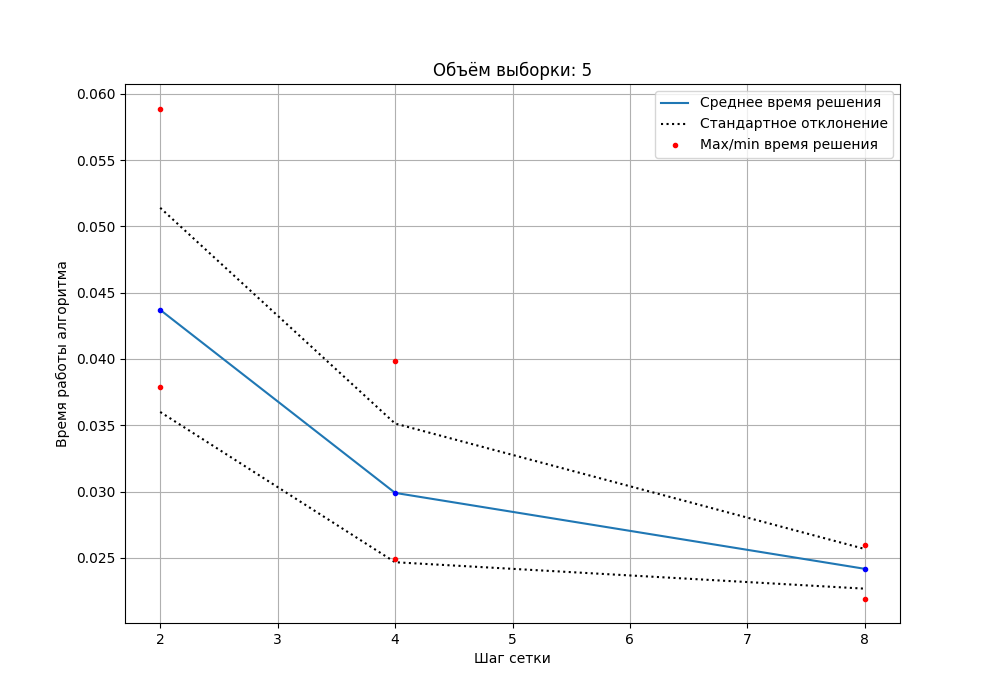 Объём выборки: 5
Среднее время решения
Стандартное отклонение
Max/min время решения
0.060
0.055
0.050
0.045
0.040
0.035
0.030
0.025
Время работы алгоритма
2 3 4 5 6 7 8
Шаг сетки